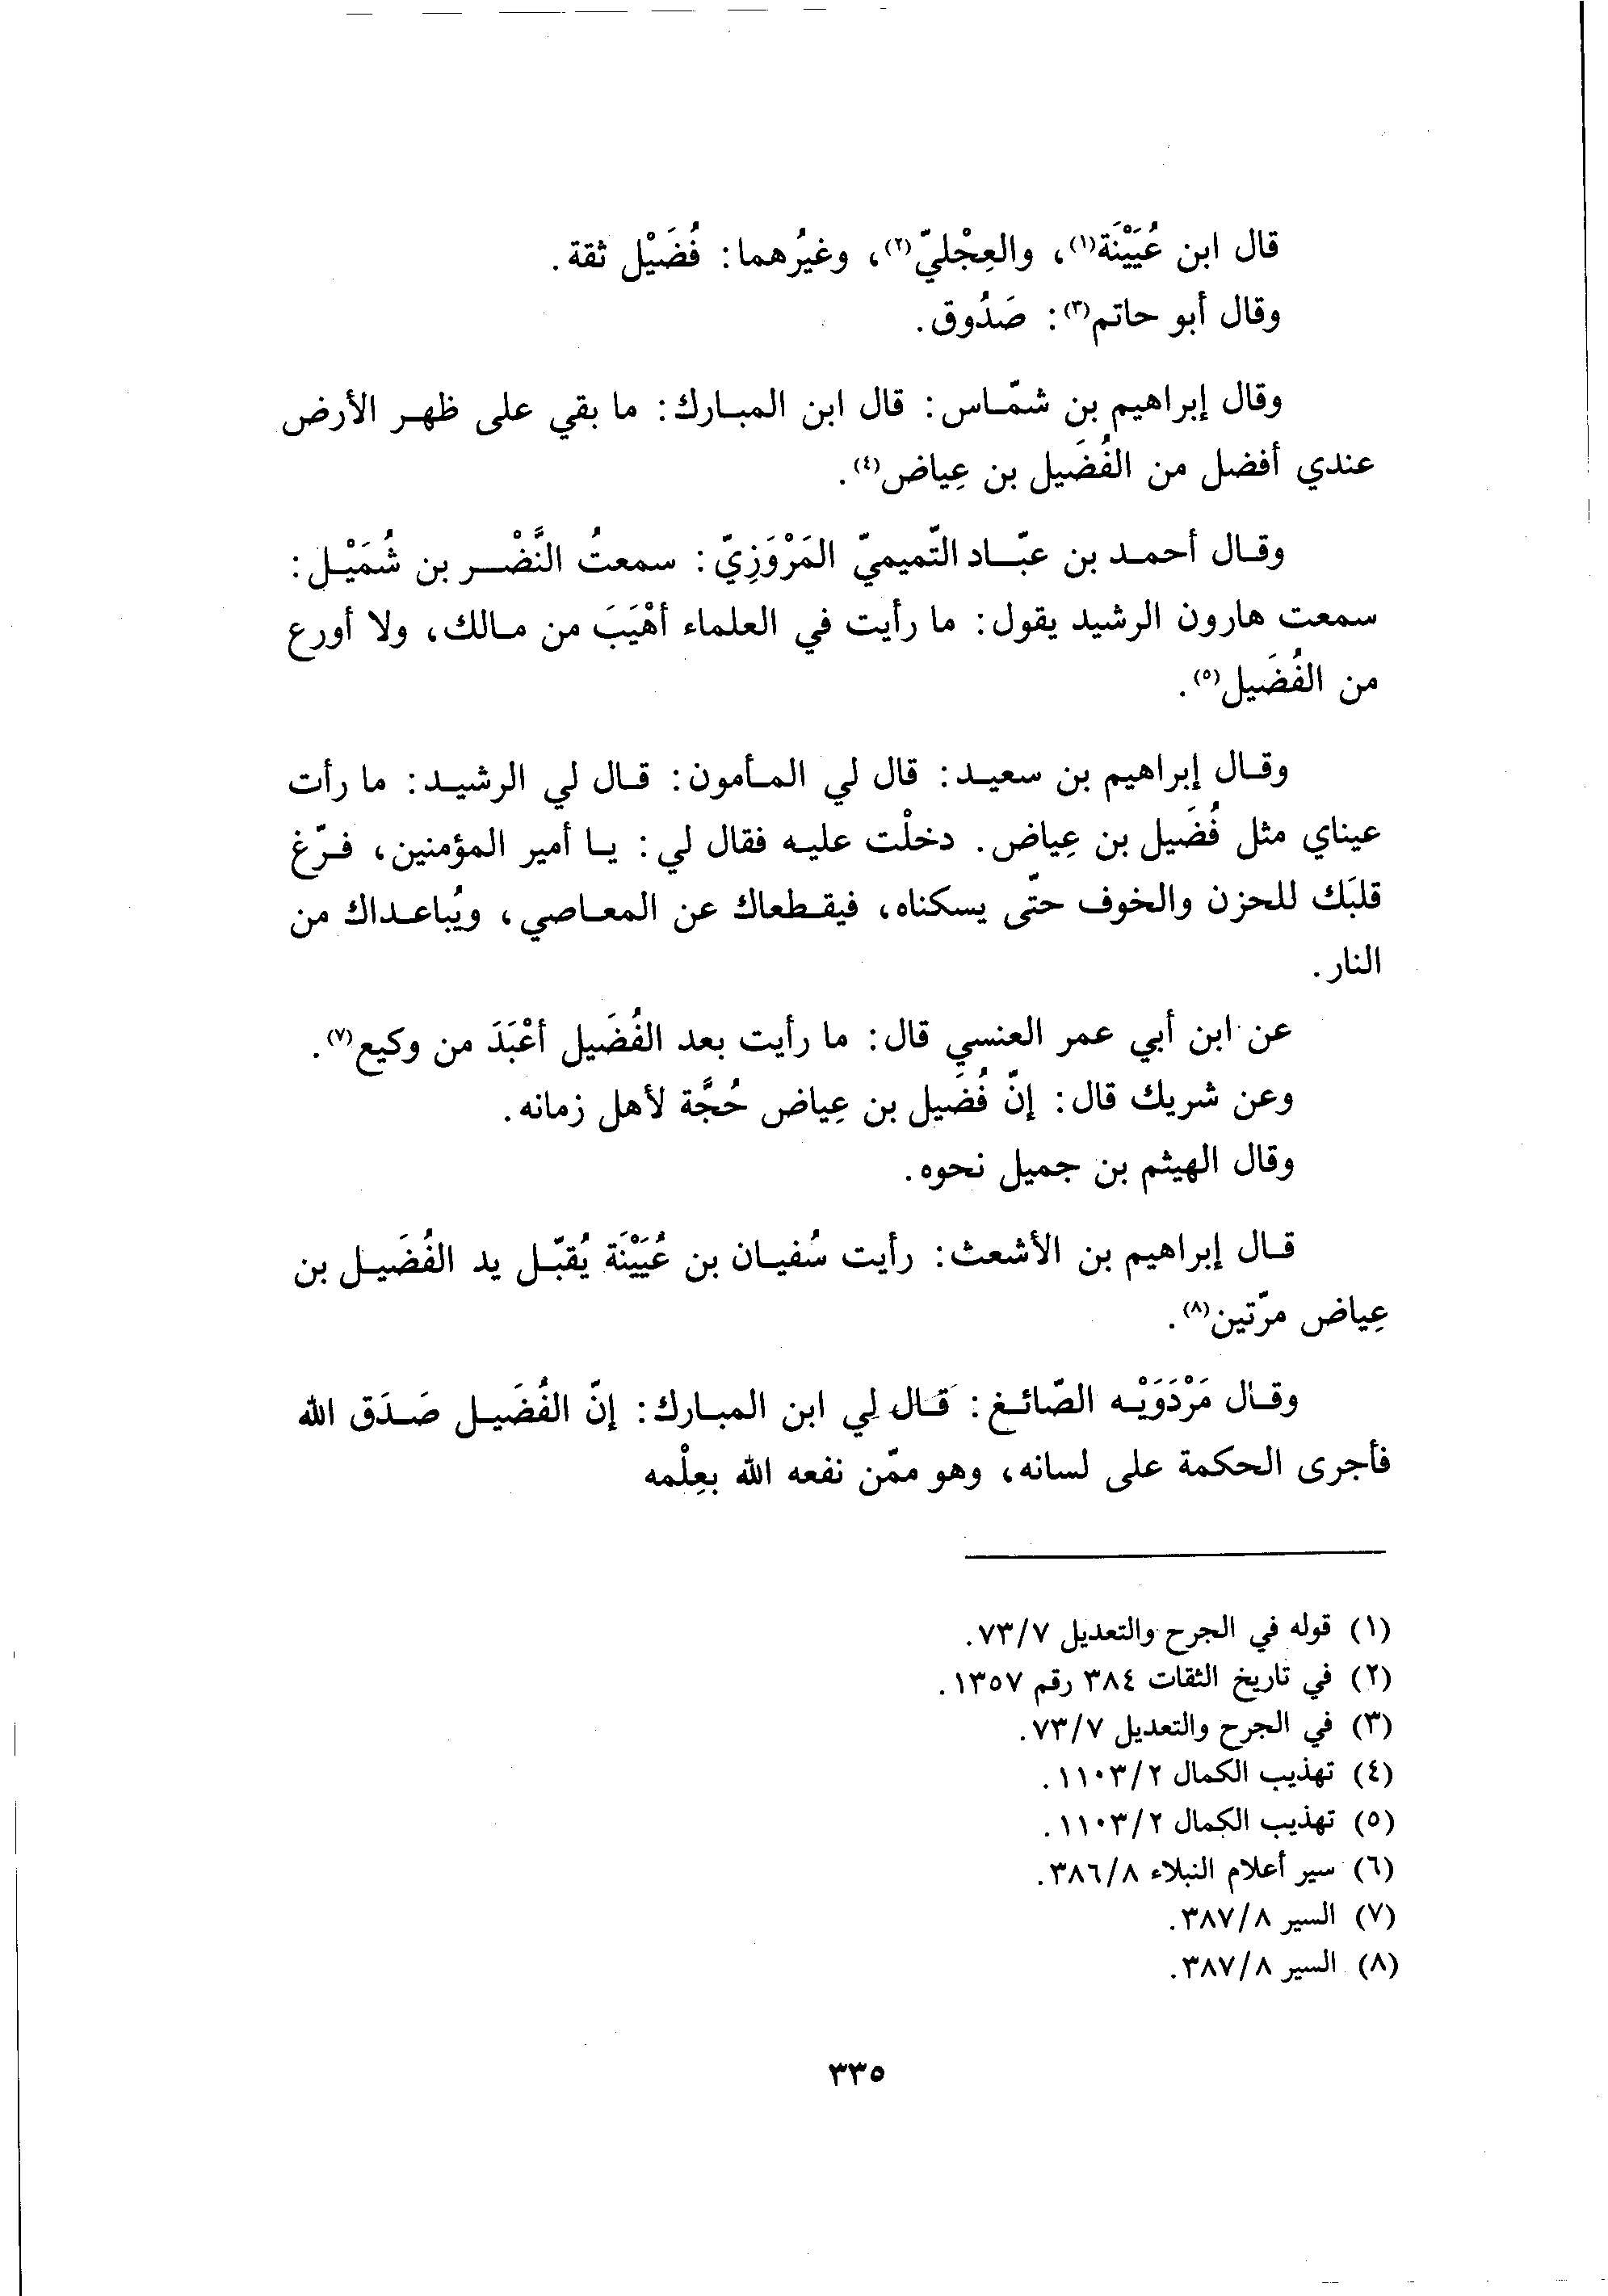 قال ابن عُيَيْنَة(١)، والعِجْليّ(٢)، وغيرُهما: فُضَيْل ثقة.
وقال أبو حاتم(٣): صَدُوق.
وقال إبراهيم بن شمّاس: قال ابن المبارك: ما بقي على ظهر الأرض
عندي أفضل من الفُضَيل بن عِياض(٤).
وقال أحمد بن عبّاد التّميميّ المَرْوَزِيّ: سمعتُ النَّضْر بن شُمَيْل:
سمعت هارون الرشيد يقول: ما رأيت في العلماء أهْيَبَ من مالك، ولا أورع
من الفُضَيل(٥).
وقال إبراهيم بن سعيد: قال لي المأمون: قال لي الرشيد: ما رأت
عيناي مثل فُضَيل بن عِياض. دخلْت عليه فقال لي: يا أمير المؤمنين، فرّغ
قلبَك للحزن والخوف حتّى يسكناه، فيقطعاك عن المعاصي، ويُباعداك من
النار.
عن ابن أبي عمر العنسي قال: ما رأيت بعد الفُضَيل أعْبَدَ من وكيع(٧).
وعن شريك قال: إنّ فُضَيل بن عِياض حُجَّة لأهل زمانه.
وقال الهيثم بن جميل نحوه.
قال إبراهيم بن الأشعث: رأيت سُفيان بن عُيَيْنَة يُقبّل يد الفُضَيل بن
عِياض مرّتين(٨).
وقال مَرْدَوَيْه الصّائغ: قال لي ابن المبارك: إنّ الفُضَيل صَدَق الله
فأجرى الحكمة على لسانه، وهو ممّن نفعه الله بعِلْمه
(١) قوله في الجرح والتعديل ٧٣/٧.
(٢) في تاريخ الثقات ٣٨٤ رقم ١٣٥٧.
(٣) في الجرح والتعديل ٧٣/٧.
(٤) تهذيب الكمال ١١٠٣/٢.
(٥) تهذيب الكمال ١١٠٣/٢.
(٦) سير أعلام النبلاء ٣٨٦/٨.
(٧) السير ٣٨٧/٨.
(٨) السير ٣٨٧/٨.
٣٣٥